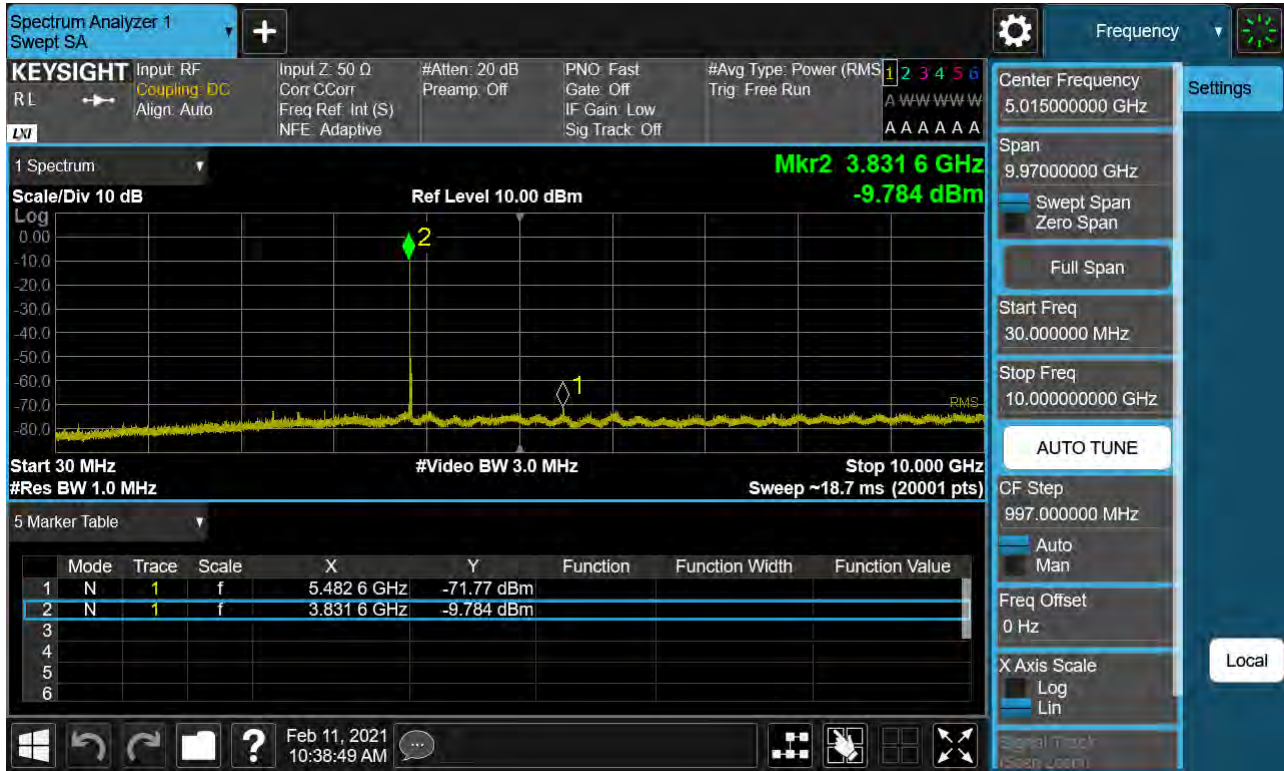 Spectrum Analyzer 1
Swept SA
Frequency
KEYSIGHT
RL
LXI
Input: RF
Coupling: DC
Align: Auto
Input Z: 50 Ω
Corr CCorr
Freq Ref: Int (S)
NFE: Adaptive
#Atten: 20 dB
Preamp: Off
PNO: Fast
Gate: Off
IF Gain: Low
Sig Track: Off
#Avg Type: Power (RMS
Trig: Free Run
1 2 3 4 5 6
A W W W W W
A A A A A A
1 Spectrum
Mkr2 3.831 6 GHz
-9.784 dBm
Scale/Div 10 dB
Ref Level 10.00 dBm
Log
0.00
-10.0
-20.0
-30.0
-40.0
-50.0
-60.0
-70.0
-80.0
2
1
RMS
Start 30 MHz
#Video BW 3.0 MHz
Stop 10.000 GHz
#Res BW 1.0 MHz
Sweep ~18.7 ms (20001 pts)
5 Marker Table
Mode Trace Scale X Y Function Function Width Function Value
1 N 1 f 5.482 6 GHz -71.77 dBm
2 N 1 f 3.831 6 GHz -9.784 dBm
3
4
5
6
Feb 11, 2021
10:38:49 AM
Center Frequency
5.015000000 GHz
Span
9.97000000 GHz
Swept Span
Zero Span
Full Span
Start Freq
30.000000 MHz
Stop Freq
10.000000000 GHz
AUTO TUNE
CF Step
997.000000 MHz
Auto
Man
Freq Offset
0 Hz
X Axis Scale
Log
Lin
Signal Track
(Span Zoom)
Settings
Local